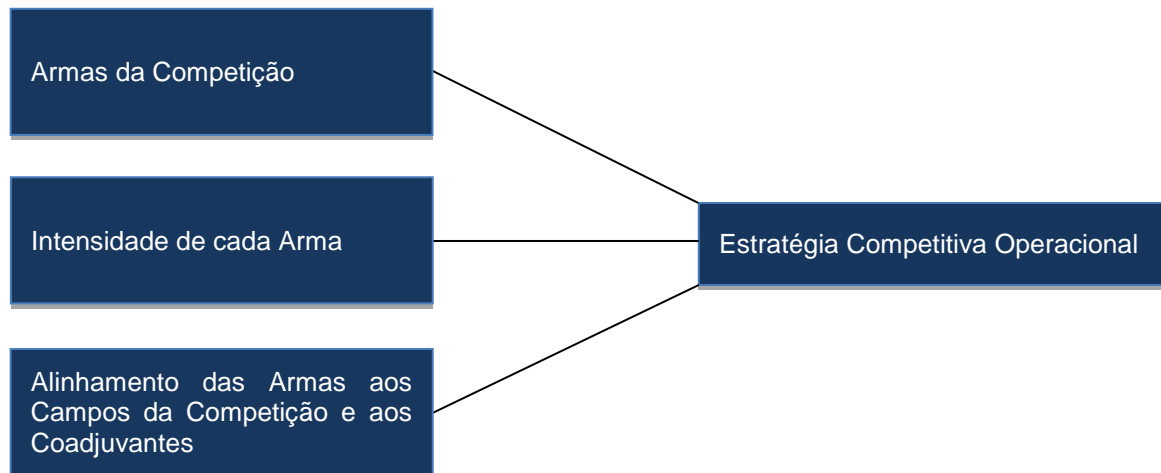 Armas da Competição
Intensidade de cada Arma
Estratégia Competitiva Operacional
Alinhamento das Armas aos
Campos da Competição e aos
Coadjuvantes